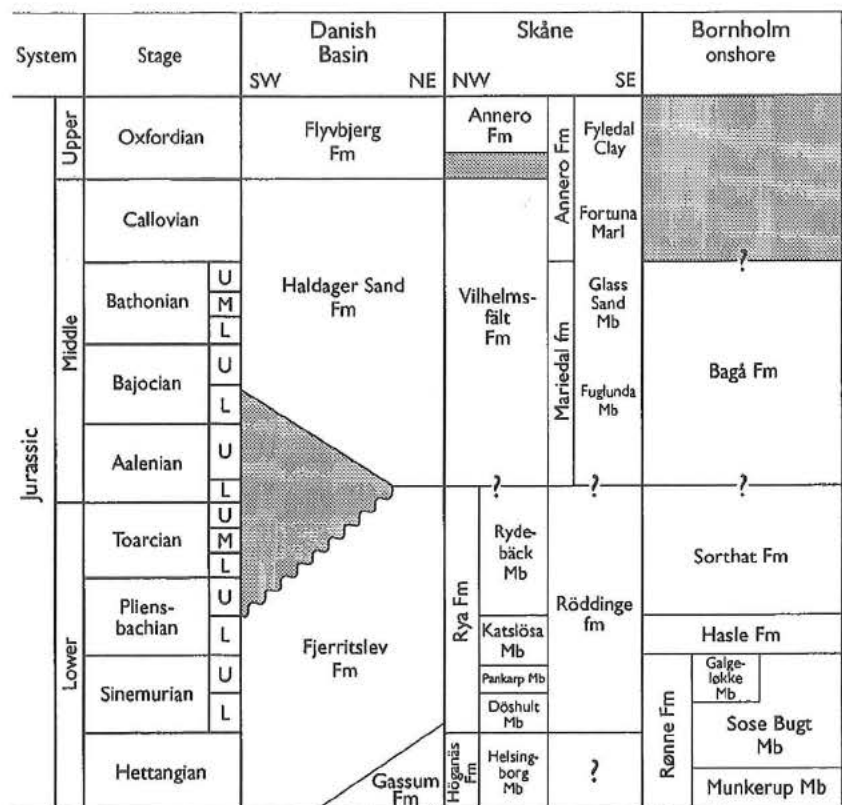 System
Stage
Danish
Basin
SW NE
Skåne
NW SE
Bornholm
onshore
Jurassic
Upper
Middle
Lower
Oxfordian
Callovian
Bathonian
U
M
L
Bajocian
U
L
Aalenian
U
L
Toarcian
U
M
L
Pliens-
bachian
U
L
Sinemurian
U
L
Hettangian
Flyvbjerg
Fm
Haldager Sand
Fm
Fjerritslev
Fm
Gassum
Fm
Annero
Fm
Vilhelms-
fält
Fm
?
Rya Fm
Ryde-
bäck
Mb
Katslösa
Mb
Pankarp Mb
Döshult
Mb
Höganäs
Fm
Helsing-
borg
Mb
Annero Fm
Fyledal
Clay
Fortuna
Marl
Mariedal fm
Glass
Sand
Mb
Fuglunda
Mb
?
Röddinge
fm
?
?
Bagå Fm
?
Sorthat Fm
Hasle Fm
Rønne Fm
Galge-
løkke
Mb
Sose Bugt
Mb
Munkerup Mb